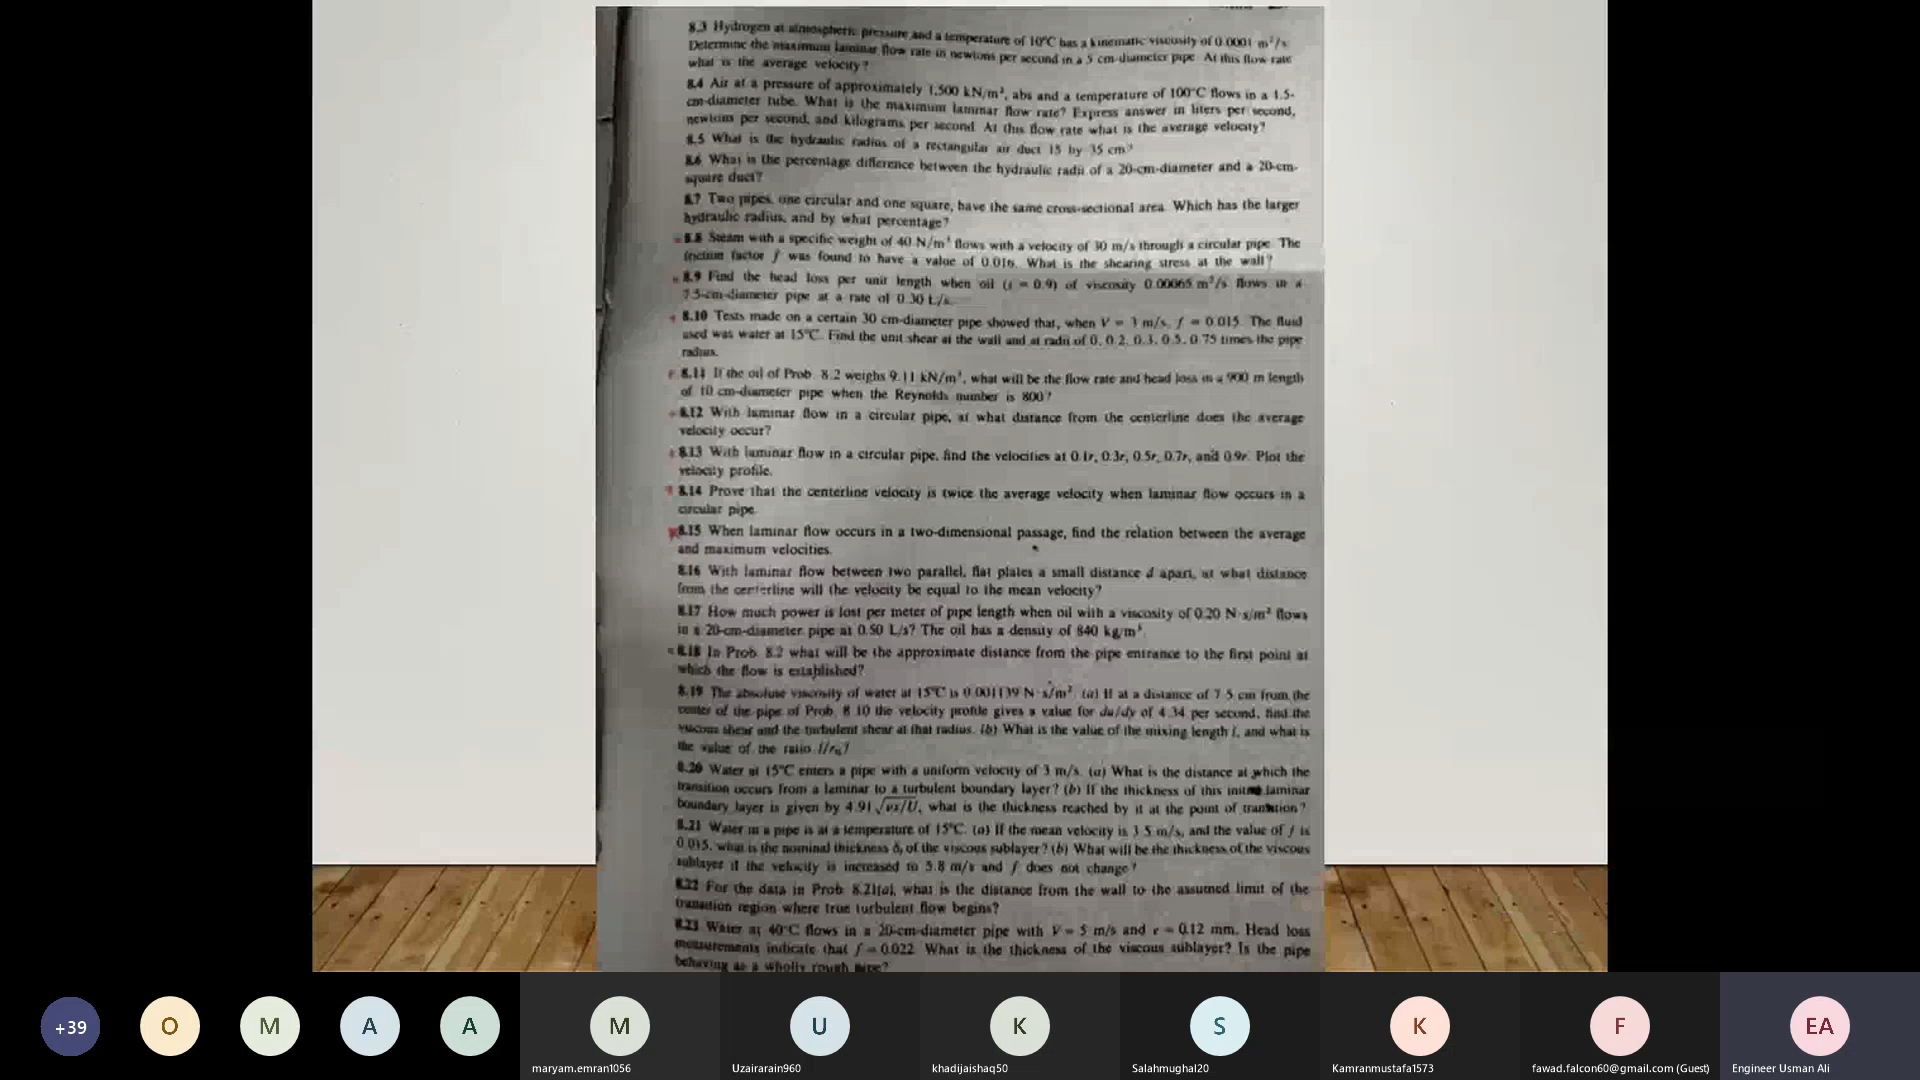 8.3 Hydrogen at atmospheric pressure and a temperature of 10°C has a kinematic viscosity of 0.0001 m²/s.
Determine the maximum laminar flow rate in newtons per second in a 5 cm-diameter pipe. At this flow rate
what is the average velocity?
8.4 Air at a pressure of approximately 1,500 kN/m², abs and a temperature of 100°C flows in a 1.5-
cm-diameter tube. What is the maximum laminar flow rate? Express answer in liters per second,
newtons per second, and kilograms per second. At this flow rate what is the average velocity?
8.5 What is the hydraulic radius of a rectangular air duct 15 by 35 cm?
8.6 What is the percentage difference between the hydraulic radii of a 20-cm-diameter and a 20-cm-
square duct?
8.7 Two pipes, one circular and one square, have the same cross-sectional area. Which has the larger
hydraulic radius, and by what percentage?
8.8 Steam with a specific weight of 40 N/m³ flows with a velocity of 30 m/s through a circular pipe. The
friction factor f was found to have a value of 0.016. What is the shearing stress at the wall?
8.9 Find the head loss per unit length when oil (s = 0.9) of viscosity 0.00065 m²/s flows in a
7.5-cm-diameter pipe at a rate of 0.30 L/s.
8.10 Tests made on a certain 30 cm-diameter pipe showed that, when V = 3 m/s, f = 0.015. The fluid
used was water at 15°C. Find the unit shear at the wall and at radii of 0, 0.2, 0.3, 0.5, 0.75 times the pipe
radius.
8.11 If the oil of Prob. 8.2 weighs 9.11 kN/m³, what will be the flow rate and head loss in a 900 m length
of 10 cm-diameter pipe when the Reynolds number is 800?
8.12 With laminar flow in a circular pipe, at what distance from the centerline does the average
velocity occur?
8.13 With laminar flow in a circular pipe, find the velocities at 0.1r, 0.3r, 0.5r, 0.7r, and 0.9r. Plot the
velocity profile.
8.14 Prove that the centerline velocity is twice the average velocity when laminar flow occurs in a
circular pipe.
8.15 When laminar flow occurs in a two-dimensional passage, find the relation between the average
and maximum velocities.
8.16 With laminar flow between two parallel, flat plates a small distance d apart, at what distance
from the centerline will the velocity be equal to the mean velocity?
8.17 How much power is lost per meter of pipe length when oil with a viscosity of 0.20 N·s/m² flows
in a 20-cm-diameter pipe at 0.50 L/s? The oil has a density of 840 kg/m³.
8.18 In Prob. 8.2 what will be the approximate distance from the pipe entrance to the first point at
which the flow is established?
8.19 The absolute viscosity of water at 15°C is 0.001139 N·s/m². (a) If at a distance of 7.5 cm from the
center of the pipe of Prob. 8.10 the velocity profile gives a value for du/dy of 4.34 per second, find the
viscous shear and the turbulent shear at that radius. (b) What is the value of the mixing length l, and what is
the value of the ratio l/r₀?
8.20 Water at 15°C enters a pipe with a uniform velocity of 3 m/s. (a) What is the distance at which the
transition occurs from a laminar to a turbulent boundary layer? (b) If the thickness of this initial laminar
boundary layer is given by 4.91√νx/U, what is the thickness reached by it at the point of transition?
8.21 Water in a pipe is at a temperature of 15°C. (a) If the mean velocity is 3.5 m/s, and the value of f is
0.015, what is the nominal thickness δ, of the viscous sublayer? (b) What will be the thickness of the viscous
sublayer if the velocity is increased to 5.8 m/s and f does not change?
8.22 For the data in Prob. 8.21(a), what is the distance from the wall to the assumed limit of the
transition region where true turbulent flow begins?
8.23 Water at 40°C flows in a 20-cm-diameter pipe with V = 5 m/s and e = 0.12 mm. Head loss
measurements indicate that f = 0.022. What is the thickness of the viscous sublayer? Is the pipe
behaving as a wholly rough pipe?
+39
O
M
A
A
M
U
K
S
K
F
EA
maryam.emran1056
Uzairarain960
khadijaishaq50
Salahmughal20
Kamranmustafa1573
fawad.falcon60@gmail.com (Guest)
Engineer Usman Ali